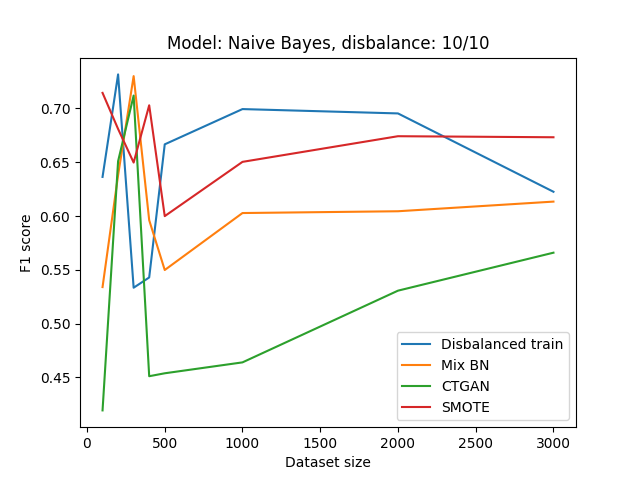 Model: Naive Bayes, disbalance: 10/10
F1 score
0.70
0.65
0.60
0.55
0.50
0.45
0
500
1000
1500
2000
2500
3000
Dataset size
Disbalanced train
Mix BN
CTGAN
SMOTE